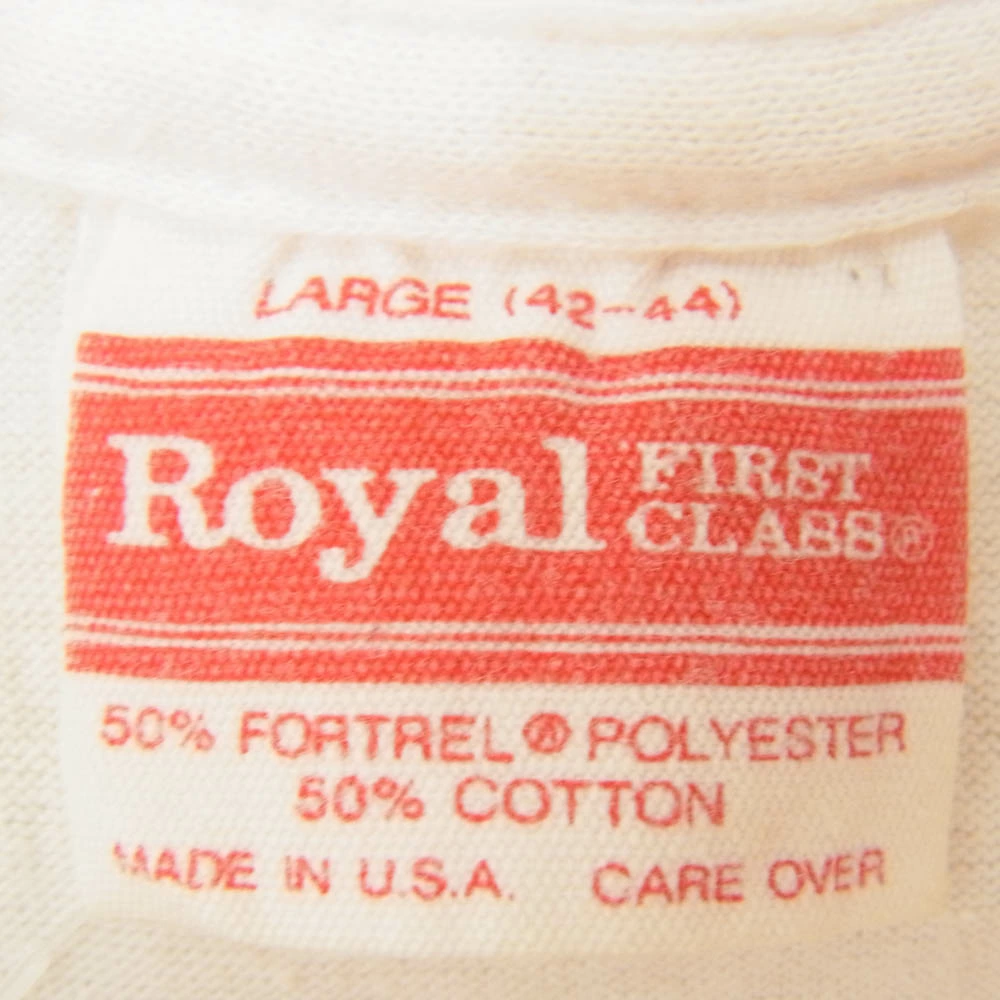 LARGE (42-44)
Royal FIRST CLASS®
50% FORTREL® POLYESTER
50% COTTON
MADE IN U.S.A. CARE OVER